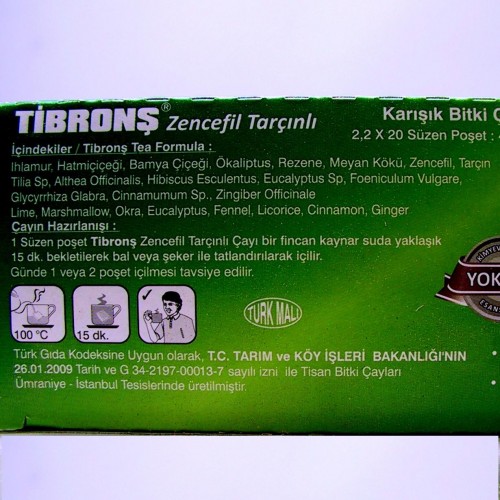 TİBRONŞ® Zencefil Tarçınlı
Karışık Bitki
2,2 X 20 Süzen Poşet :
İçindekiler / Tibronş Tea Formula :
Ihlamur, Hatmiçiçeği, Bamya Çiçeği, Ökaliptus, Rezene, Meyan Kökü, Zencefil, Tarçın
Tilia Sp, Althea Officinalis, Hibiscus Esculentus, Eucalyptus Sp, Foeniculum Vulgare,
Glycyrrhiza Glabra, Cinnamumum Sp., Zingiber Officinale
Lime, Marshmallow, Okra, Eucalyptus, Fennel, Licorice, Cinnamon, Ginger
Çayın Hazırlanışı :
1 Süzen poşet Tibronş Zencefil Tarçınlı Çayı bir fincan kaynar suda yaklaşık
15 dk. bekletilerek bal veya şeker ile tatlandırılarak içilir.
Günde 1 veya 2 poşet içilmesi tavsiye edilir.
KİMYEV
YOK
ESANS
100 °C
15 dk.
TÜRK MALI
Türk Gıda Kodeksine Uygun olarak, T.C. TARIM ve KÖY İŞLERİ BAKANLIĞI'NIN
26.01.2009 Tarih ve G 34-2197-00013-7 sayılı izni ile Tisan Bitki Çayları
Ümraniye - İstanbul Tesislerinde üretilmiştir.